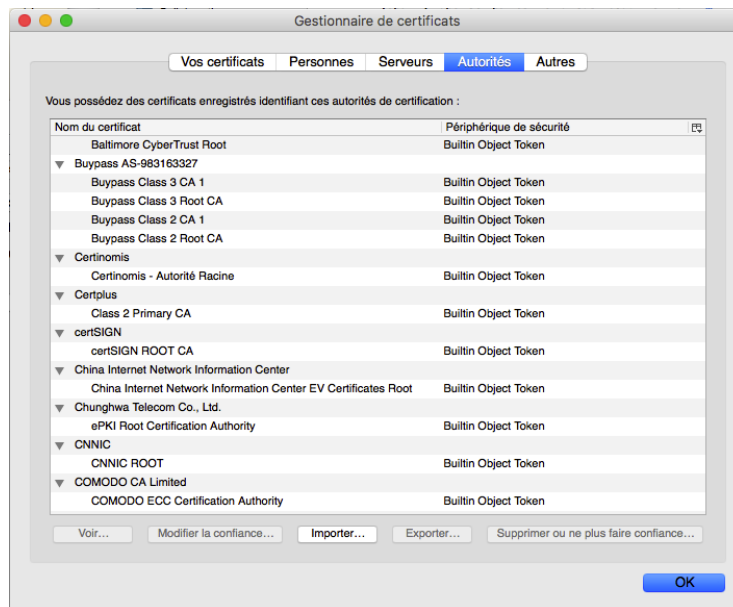 Gestionnaire de certificats
Vos certificats Personnes Serveurs Autorités Autres
Vous possédez des certificats enregistrés identifiant ces autorités de certification :
Nom du certificat Périphérique de sécurité
Baltimore CyberTrust Root Builtin Object Token
Buypass AS-983163327
Buypass Class 3 CA 1 Builtin Object Token
Buypass Class 3 Root CA Builtin Object Token
Buypass Class 2 CA 1 Builtin Object Token
Buypass Class 2 Root CA Builtin Object Token
Certinomis
Certinomis - Autorité Racine Builtin Object Token
Certplus
Class 2 Primary CA Builtin Object Token
certSIGN
certSIGN ROOT CA Builtin Object Token
China Internet Network Information Center
China Internet Network Information Center EV Certificates Root Builtin Object Token
Chunghwa Telecom Co., Ltd.
ePKI Root Certification Authority Builtin Object Token
CNNIC
CNNIC ROOT Builtin Object Token
COMODO CA Limited
COMODO ECC Certification Authority Builtin Object Token
Voir... Modifier la confiance... Importer... Exporter... Supprimer ou ne plus faire confiance...
OK